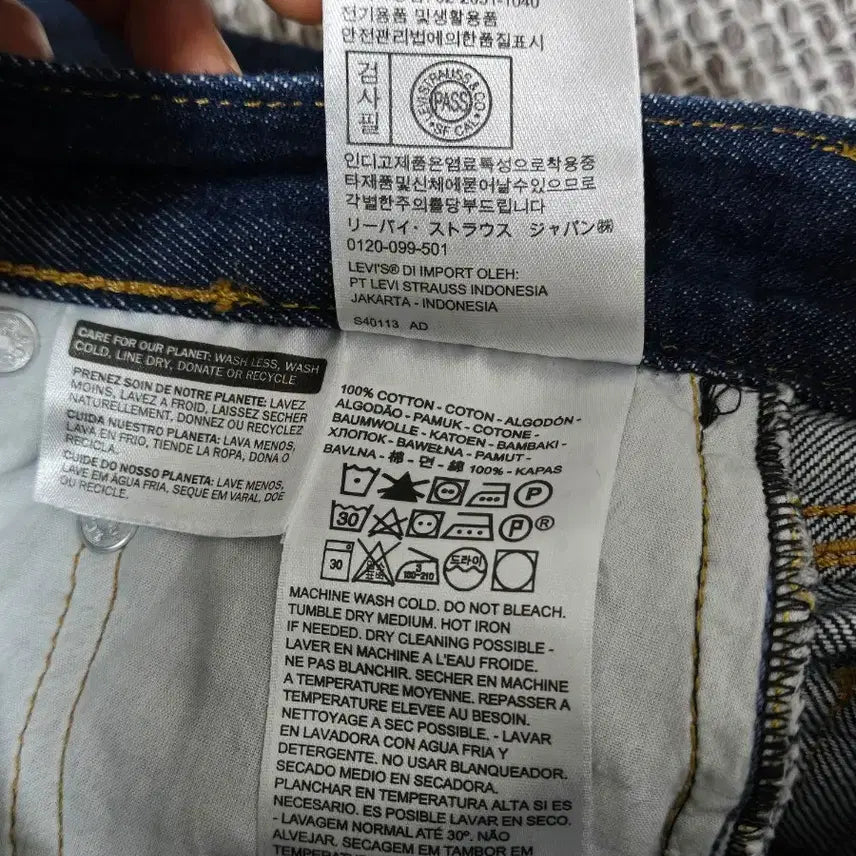 전기용품 및생활용품
안전관리법에의한품질표시
검사필
LEVI STRAUSS & CO
PASS
SF CAL
인디고제품은염료특성으로착용중
타제품및신체에묻어날수있으므로
각별한주의를당부드립니다
リーバイ・ストラウス ジャパン㈱
0120-099-501
LEVI'S® DI IMPORT OLEH:
PT LEVI STRAUSS INDONESIA
JAKARTA - INDONESIA
S40113 AD
CARE FOR OUR PLANET: WASH LESS, WASH
COLD, LINE DRY, DONATE OR RECYCLE
PRENEZ SOIN DE NOTRE PLANETE: LAVEZ
MOINS, LAVEZ A FROID, LAISSEZ SECHER
NATURELLEMENT, DONNEZ OU RECYCLEZ
CUIDA NUESTRO PLANETA: LAVA MENOS,
LAVA EN FRIO, TIENDE LA ROPA, DONA O
RECICLA.
CUIDE DO NOSSO PLANETA: LAVE MENOS,
LAVE EM ÁGUA FRIA, SEQUE EM VARAL, DOE
OU RECICLE.
100% COTTON - COTON - ALGODÓN -
ALGODÃO - PAMUK - COTONE -
BAUMWOLLE - KATOEN - BAMBAKI -
ХЛОПОК - BAWEŁNA - PAMUT -
BAVLNA - 棉 - 면 - 綿 100% - KAPAS
P
30 P ®
30 3 180-210 드라이
MACHINE WASH COLD. DO NOT BLEACH.
TUMBLE DRY MEDIUM. HOT IRON
IF NEEDED. DRY CLEANING POSSIBLE -
LAVER EN MACHINE A L'EAU FROIDE.
NE PAS BLANCHIR. SECHER EN MACHINE
A TEMPERATURE MOYENNE. REPASSER A
TEMPERATURE ELEVEE AU BESOIN.
NETTOYAGE A SEC POSSIBLE. - LAVAR
EN LAVADORA CON AGUA FRIA Y
DETERGENTE. NO USAR BLANQUEADOR.
SECADO MEDIO EN SECADORA.
PLANCHAR EN TEMPERATURA ALTA SI ES
NECESARIO. ES POSIBLE LAVAR EN SECO.
- LAVAGEM NORMAL ATÉ 30º. NÃO
ALVEJAR. SECAGEM EM TAMBOR EM